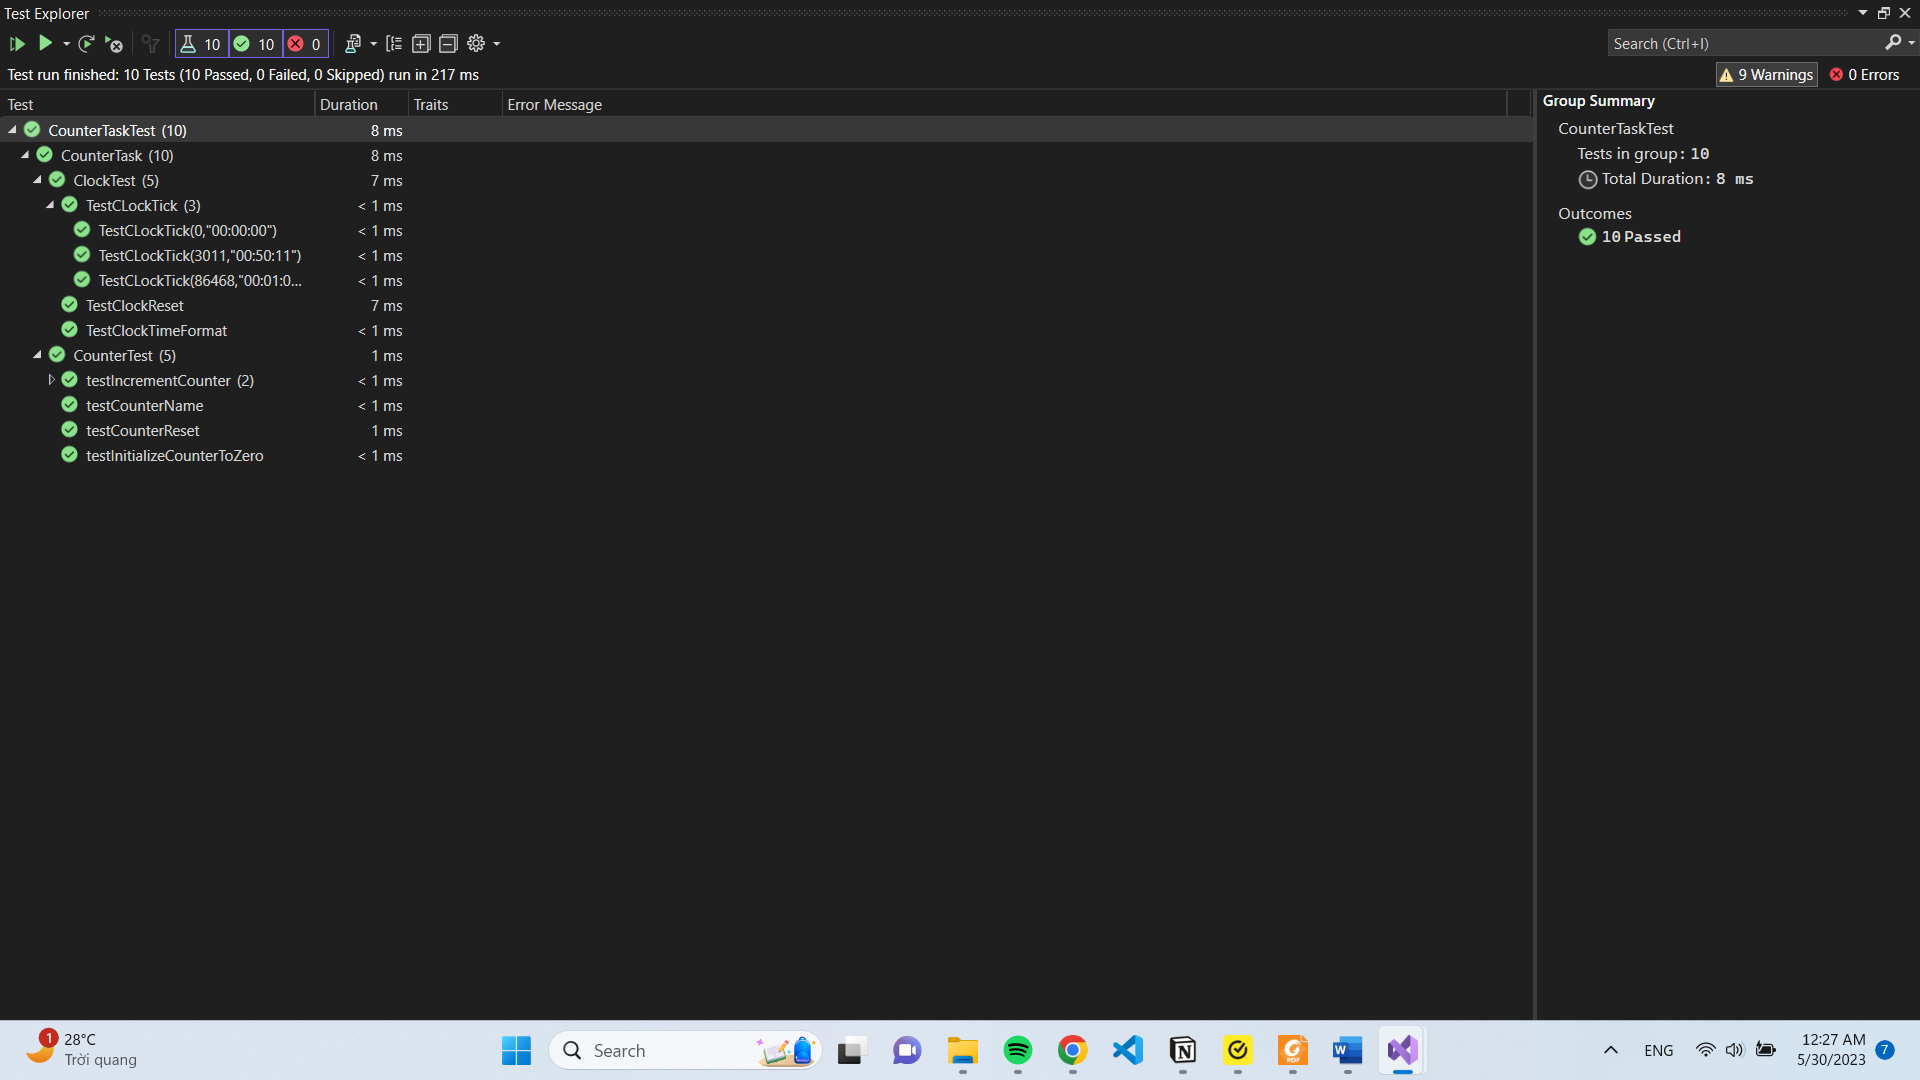 Test Explorer
10 10 0
Search (Ctrl+I)
Test run finished: 10 Tests (10 Passed, 0 Failed, 0 Skipped) run in 217 ms
9 Warnings 0 Errors
Test Duration Traits Error Message
CounterTaskTest (10) 8 ms
CounterTask (10) 8 ms
ClockTest (5) 7 ms
TestCLockTick (3) < 1 ms
TestCLockTick(0,"00:00:00") < 1 ms
TestCLockTick(3011,"00:50:11") < 1 ms
TestCLockTick(86468,"00:01:0... < 1 ms
TestClockReset 7 ms
TestClockTimeFormat < 1 ms
CounterTest (5) 1 ms
testIncrementCounter (2) < 1 ms
testCounterName < 1 ms
testCounterReset 1 ms
testInitializeCounterToZero < 1 ms
Group Summary
CounterTaskTest
Tests in group: 10
Total Duration: 8 ms
Outcomes
10 Passed
1
28°C
Trời quang
Search
PDF
ENG
12:27 AM
5/30/2023
7